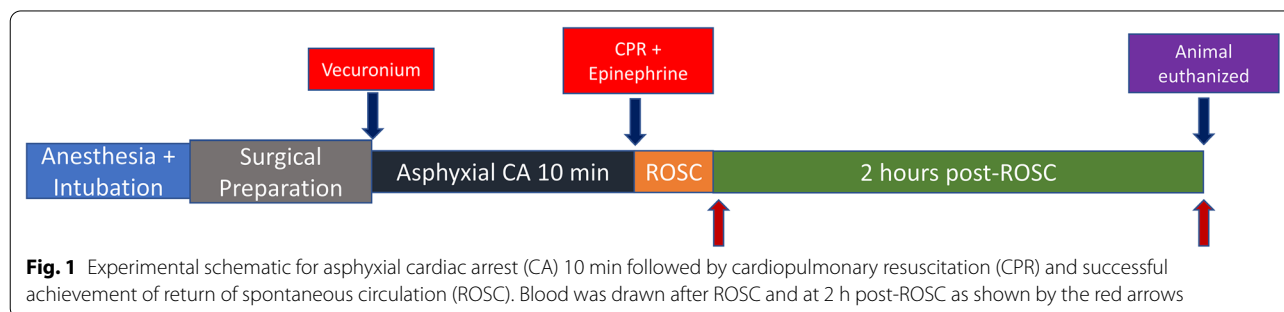 Vecuronium
CPR +
Epinephrine
Animal
euthanized
Anesthesia +
Intubation
Surgical
Preparation
Asphyxial CA 10 min
ROSC
2 hours post-ROSC
Fig. 1 Experimental schematic for asphyxial cardiac arrest (CA) 10 min followed by cardiopulmonary resuscitation (CPR) and successful
achievement of return of spontaneous circulation (ROSC). Blood was drawn after ROSC and at 2 h post-ROSC as shown by the red arrows